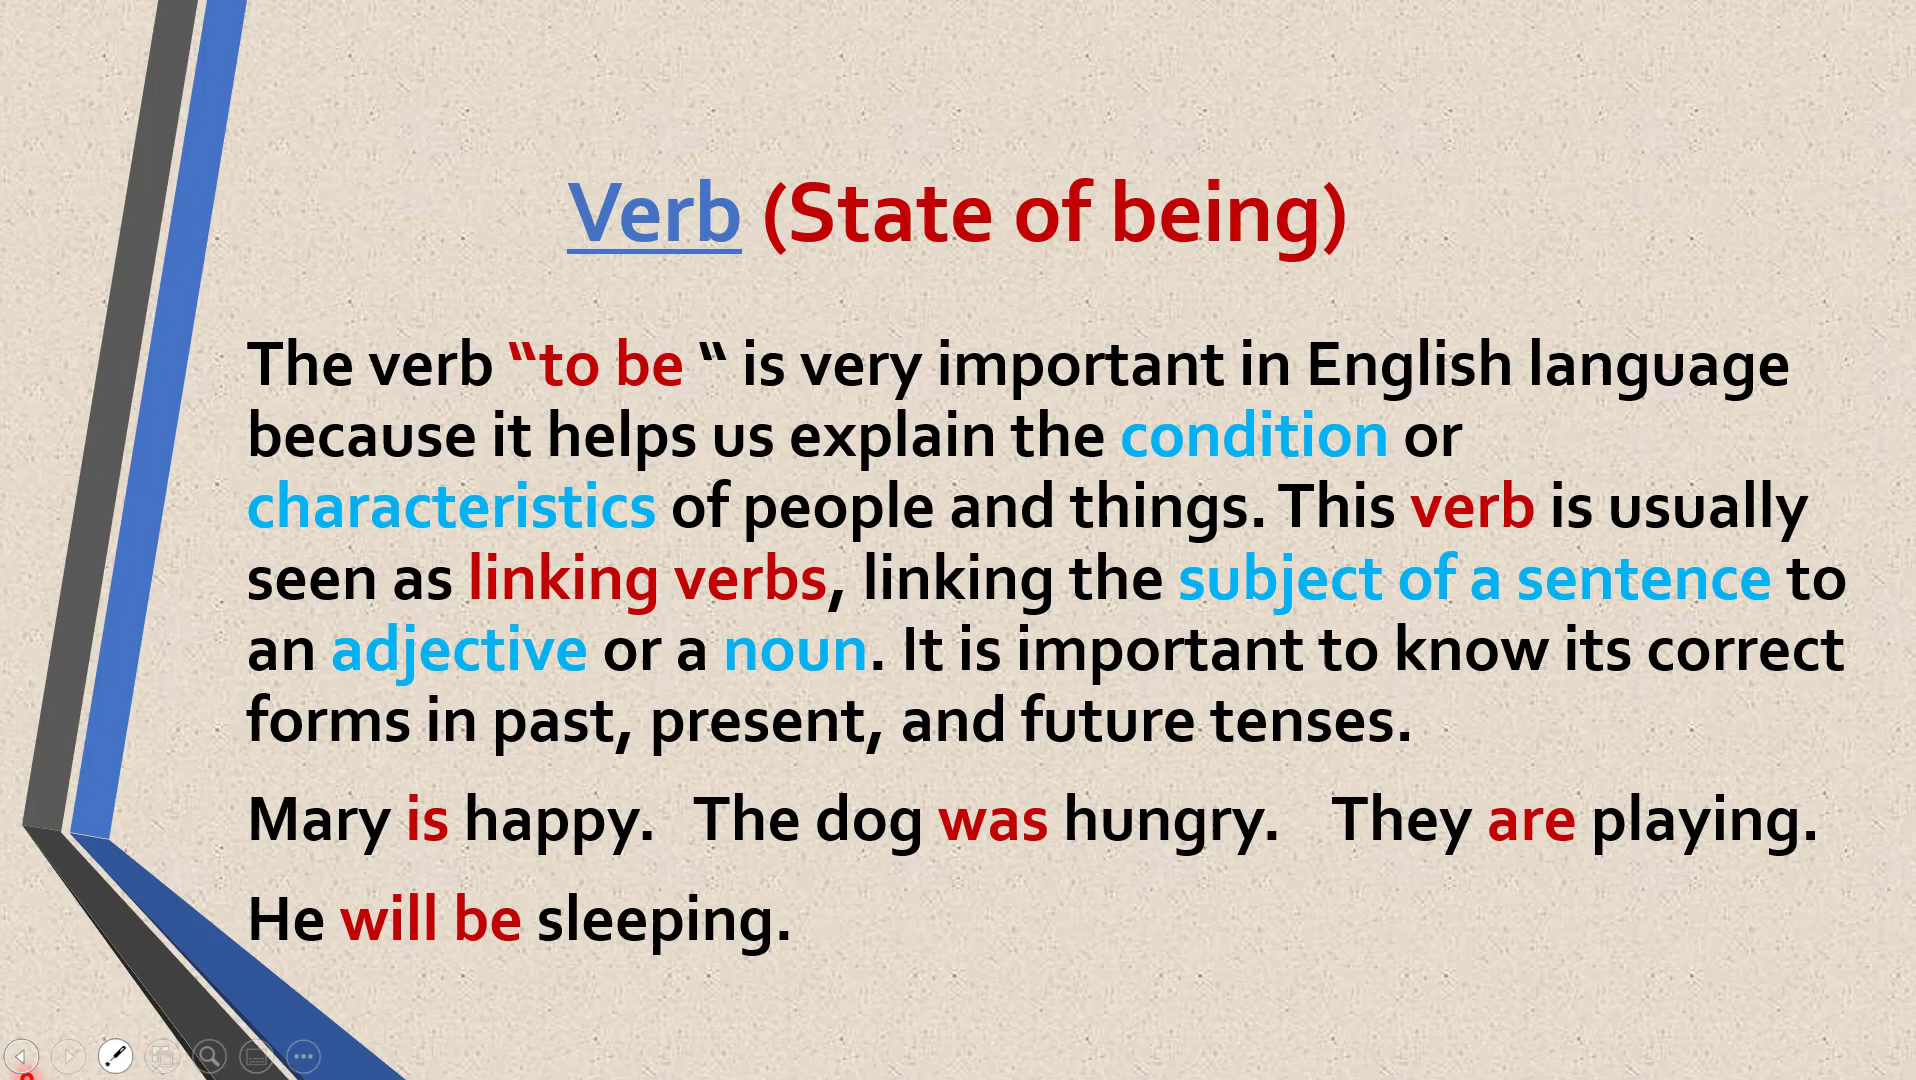 Verb (State of being)
The verb “to be “ is very important in English language
because it helps us explain the condition or
characteristics of people and things. This verb is usually
seen as linking verbs, linking the subject of a sentence to
an adjective or a noun. It is important to know its correct
forms in past, present, and future tenses.
Mary is happy.   The dog was hungry.    They are playing.
He will be sleeping.